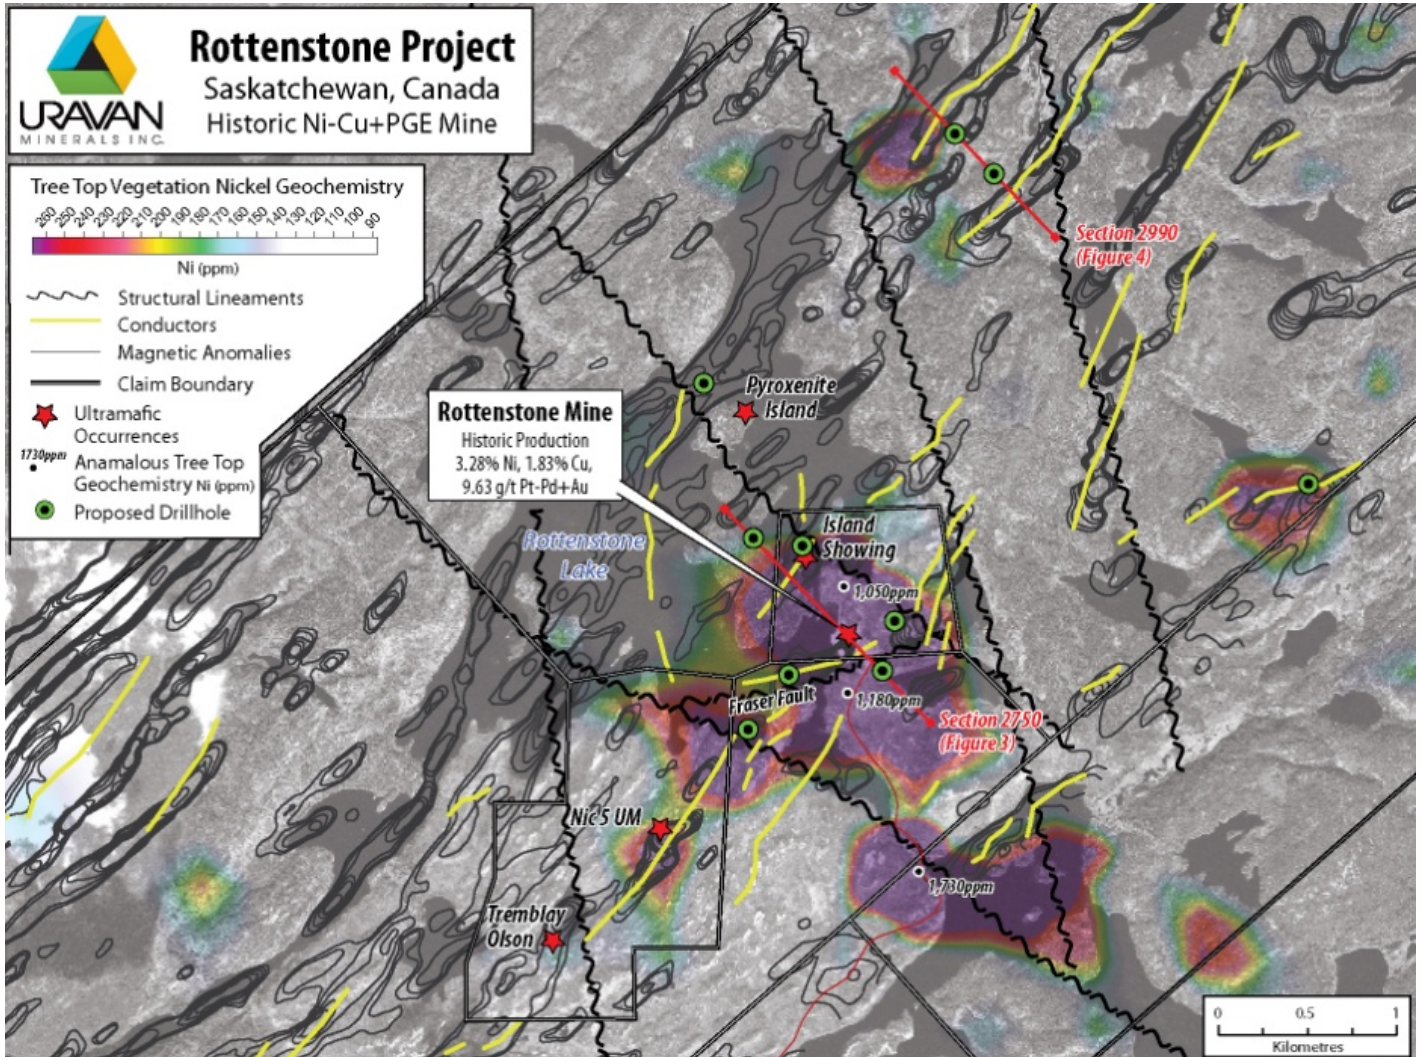 URAVAN
MINERALS INC.
Rottenstone Project
Saskatchewan, Canada
Historic Ni-Cu+PGE Mine
Tree Top Vegetation Nickel Geochemistry
260 250 240 230 220 210 200 190 180 170 160 150 140 130 120 110 100 90
Ni (ppm)
Structural Lineaments
Conductors
Magnetic Anomalies
Claim Boundary
Ultramafic
Occurrences
1730ppm
Anamalous Tree Top
Geochemistry Ni (ppm)
Proposed Drillhole
Section 2990
(Figure 4)
Pyroxenite
Island
Rottenstone Mine
Historic Production
3.28% Ni, 1.83% Cu,
9.63 g/t Pt-Pd+Au
Rottenstone
Lake
Island
Showing
1,050ppm
Fraser Fault
1,180ppm
Section 2750
(Figure 3)
Nic 5 UM
1,730ppm
Tremblay
Olson
0 0.5 1
Kilometres